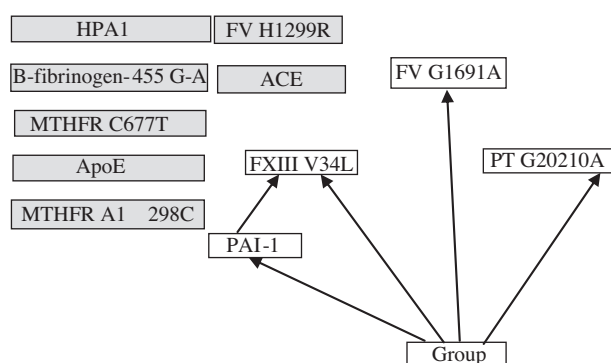 HPA1
FV H1299R
B-fibrinogen-455 G-A
ACE
FV G1691A
MTHFR C677T
ApoE
FXIII V34L
PT G20210A
MTHFR A1 298C
PAI-1
Group